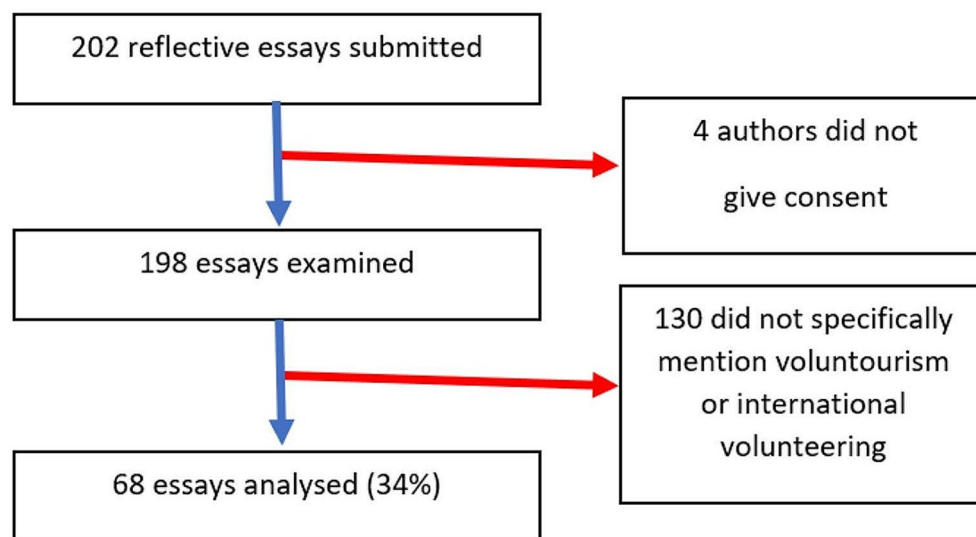 202 reflective essays submitted
4 authors did not
give consent
198 essays examined
130 did not specifically
mention voluntourism
or international
volunteering
68 essays analysed (34%)